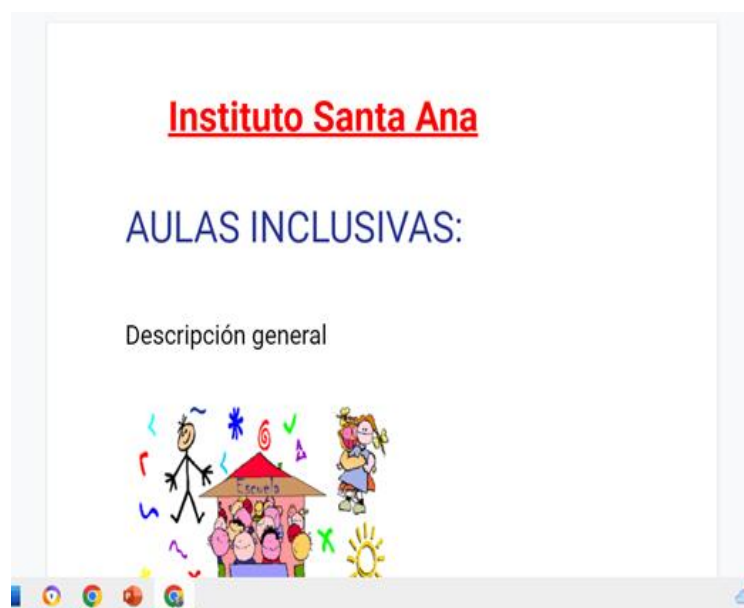 Instituto Santa Ana
AULAS INCLUSIVAS:
Descripción general
Escuela